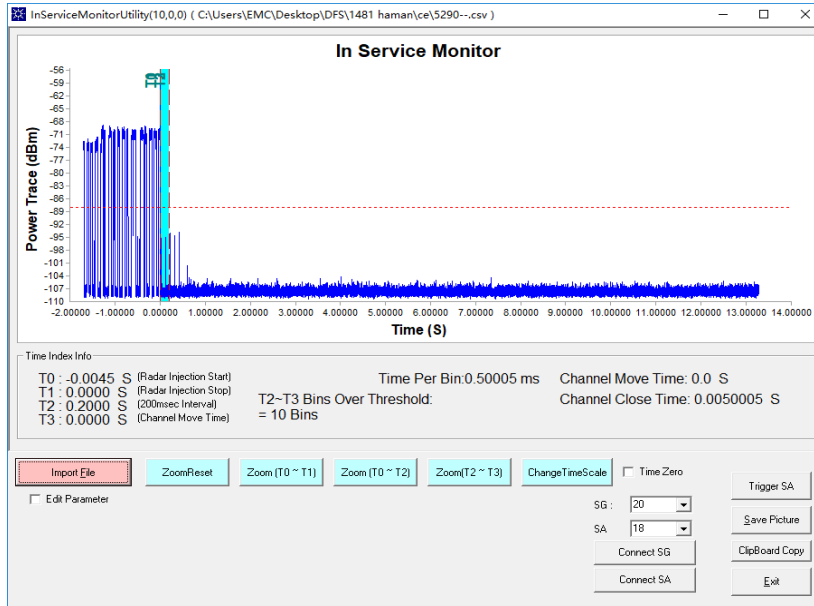 InServiceMonitorUtility(10,0,0) ( C:\Users\EMC\Desktop\DFS\1481 haman\ce\5290--.csv )
In Service Monitor
Power Trace (dBm)
-56
-59
-62
-65
-68
-71
-74
-77
-80
-83
-86
-89
-92
-95
-98
-101
-104
-107
-110
-2.00000 -1.00000 0.00000 1.00000 2.00000 3.00000 4.00000 5.00000 6.00000 7.00000 8.00000 9.00000 10.00000 11.00000 12.00000 13.00000 14.00000
Time (S)
Time Index Info
T0 : -0.0045 S (Radar Injection Start)
T1 : 0.0000 S (Radar Injection Stop)
T2 : 0.2000 S (200msec Interval)
T3 : 0.0000 S (Channel Move Time)
Time Per Bin:0.50005 ms
T2~T3 Bins Over Threshold:
= 10 Bins
Channel Move Time: 0.0 S
Channel Close Time: 0.0050005 S
Import File
ZoomReset
Zoom (T0 ~ T1)
Zoom (T0 ~ T2)
Zoom(T2 ~ T3)
ChangeTimeScale
Time Zero
Edit Parameter
SG : 20
SA 18
Connect SG
Connect SA
Trigger SA
Save Picture
ClipBoard Copy
Exit